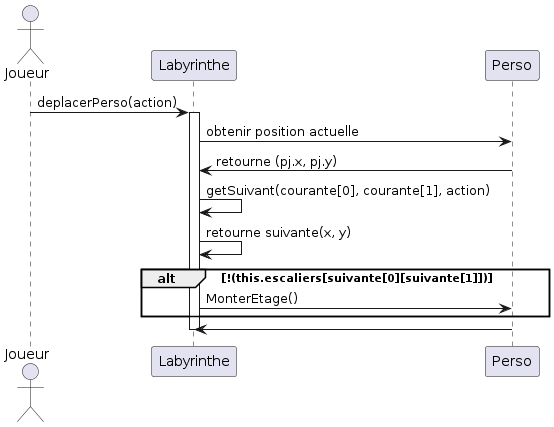 Joueur
Labyrinthe
Perso
deplacerPerso(action)
obtenir position actuelle
retourne (pj.x, pj.y)
getSuivant(courante[0], courante[1], action)
retourne suivante(x, y)
alt [!(this.escaliers[suivante[0][suivante[1]])]
MonterEtage()
Joueur
Labyrinthe
Perso